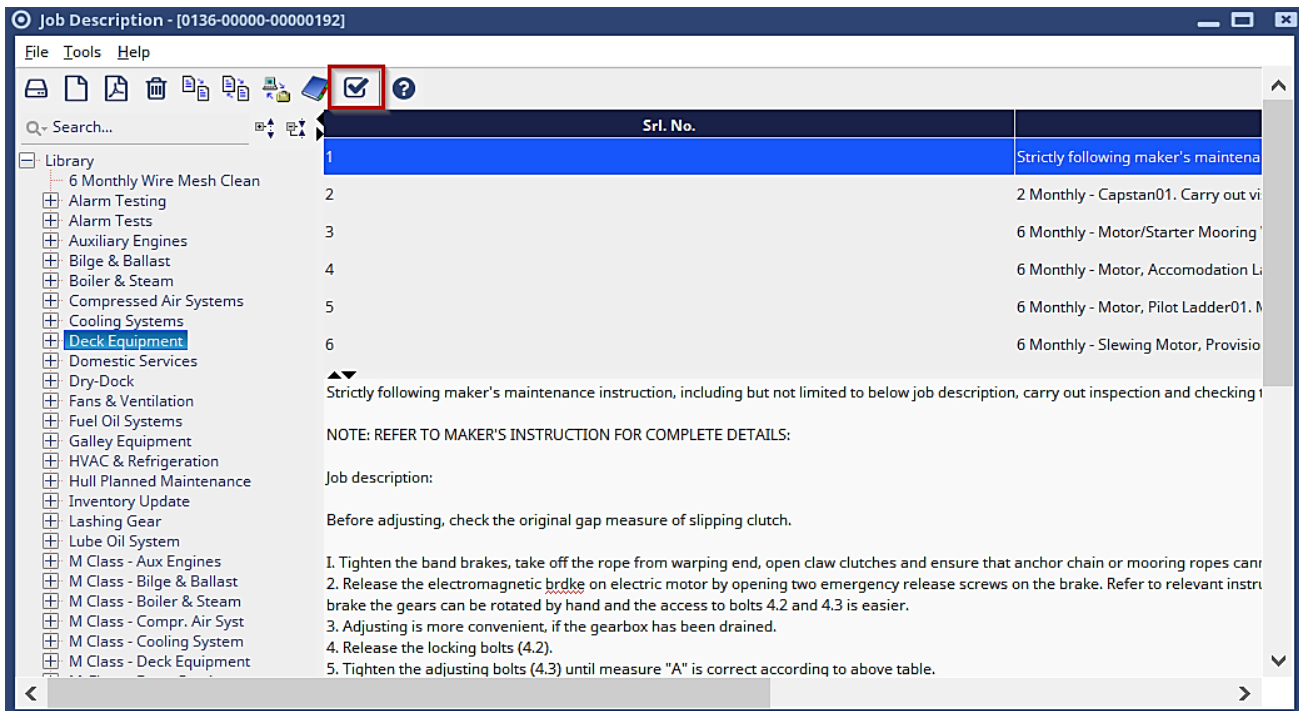 Job Description - [0136-00000-00000192]
File Tools Help
Search...
Library
6 Monthly Wire Mesh Clean
Alarm Testing
Alarm Tests
Auxiliary Engines
Bilge & Ballast
Boiler & Steam
Compressed Air Systems
Cooling Systems
Deck Equipment
Domestic Services
Dry-Dock
Fans & Ventilation
Fuel Oil Systems
Galley Equipment
HVAC & Refrigeration
Hull Planned Maintenance
Inventory Update
Lashing Gear
Lube Oil System
M Class - Aux Engines
M Class - Bilge & Ballast
M Class - Boiler & Steam
M Class - Compr. Air Syst
M Class - Cooling System
M Class - Deck Equipment
Srl. No.
1 Strictly following maker's maintena
2 2 Monthly - Capstan01. Carry out vi
3 6 Monthly - Motor/Starter Mooring
4 6 Monthly - Motor, Accomodation L
5 6 Monthly - Motor, Pilot Ladder01.
6 6 Monthly - Slewing Motor, Provisio
Strictly following maker's maintenance instruction, including but not limited to below job description, carry out inspection and checking
NOTE: REFER TO MAKER'S INSTRUCTION FOR COMPLETE DETAILS:
Job description:
Before adjusting, check the original gap measure of slipping clutch.
I. Tighten the band brakes, take off the rope from warping end, open claw clutches and ensure that anchor chain or mooring ropes
2. Release the electromagnetic brdke on electric motor by opening two emergency release screws on the brake. Refer to relevant instru
brake the gears can be rotated by hand and the access to bolts 4.2 and 4.3 is easier.
3. Adjusting is more convenient, if the gearbox has been drained.
4. Release the locking bolts (4.2).
5. Tighten the adjusting bolts (4.3) until measure "A" is correct according to above table.